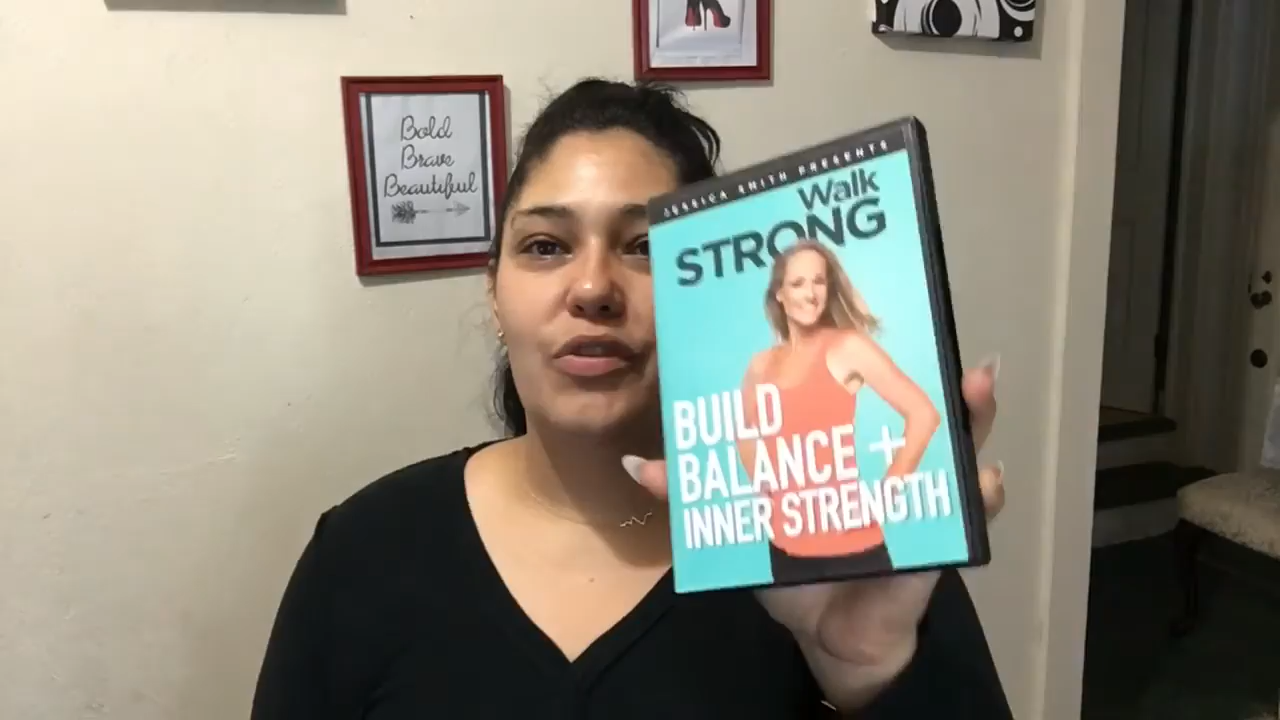 Bold
Brave
Beautiful
JESSICA SMITH PRESENTS
Walk
STRONG
BUILD
BALANCE +
INNER STRENGTH